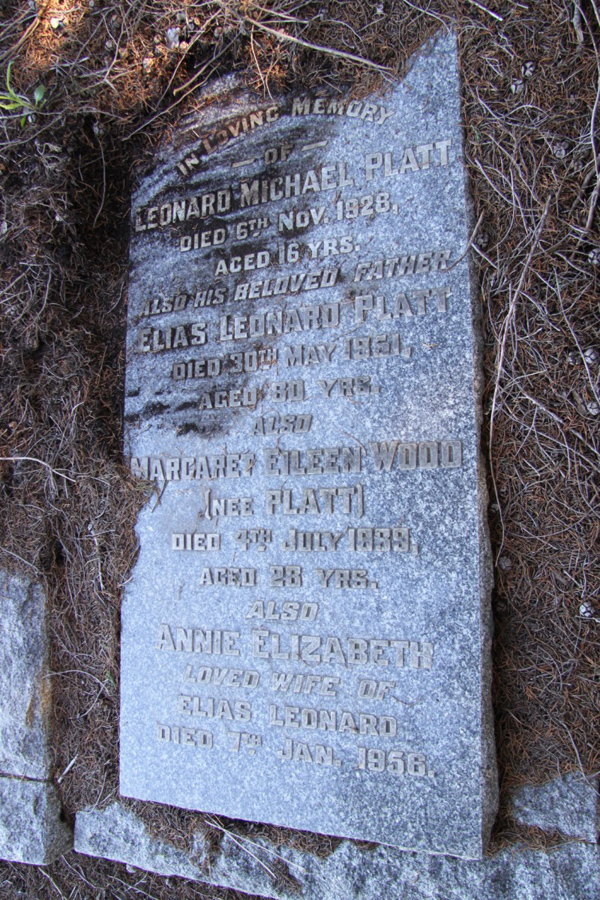 IN LOVING MEMORY
— OF —
LEONARD MICHAEL PLATT
DIED 6TH NOV. 1928,
AGED 16 YRS.
ALSO HIS BELOVED FATHER
ELIAS LEONARD PLATT
DIED 30TH MAY 1951,
AGED 80 YRS.
ALSO
MARGARET EILEEN WOOD
(NEE PLATT)
DIED 4TH JULY 1939,
AGED 28 YRS.
ALSO
ANNIE ELIZABETH
LOVED WIFE OF
ELIAS LEONARD
DIED 7TH JAN. 1956.